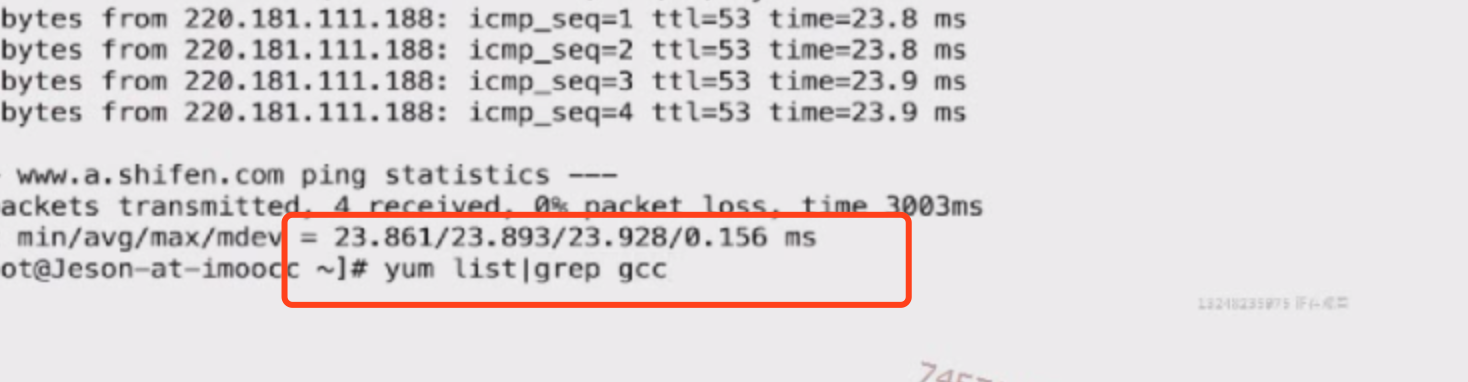 bytes from 220.181.111.188: icmp_seq=1 ttl=53 time=23.8 ms
bytes from 220.181.111.188: icmp_seq=2 ttl=53 time=23.8 ms
bytes from 220.181.111.188: icmp_seq=3 ttl=53 time=23.9 ms
bytes from 220.181.111.188: icmp_seq=4 ttl=53 time=23.9 ms
www.a.shifen.com ping statistics ---
ackets transmitted, 4 received, 0% packet loss, time 3003ms
min/avg/max/mdev = 23.861/23.893/23.928/0.156 ms
ot@Jeson-at-imoocc ~]# yum list|grep gcc